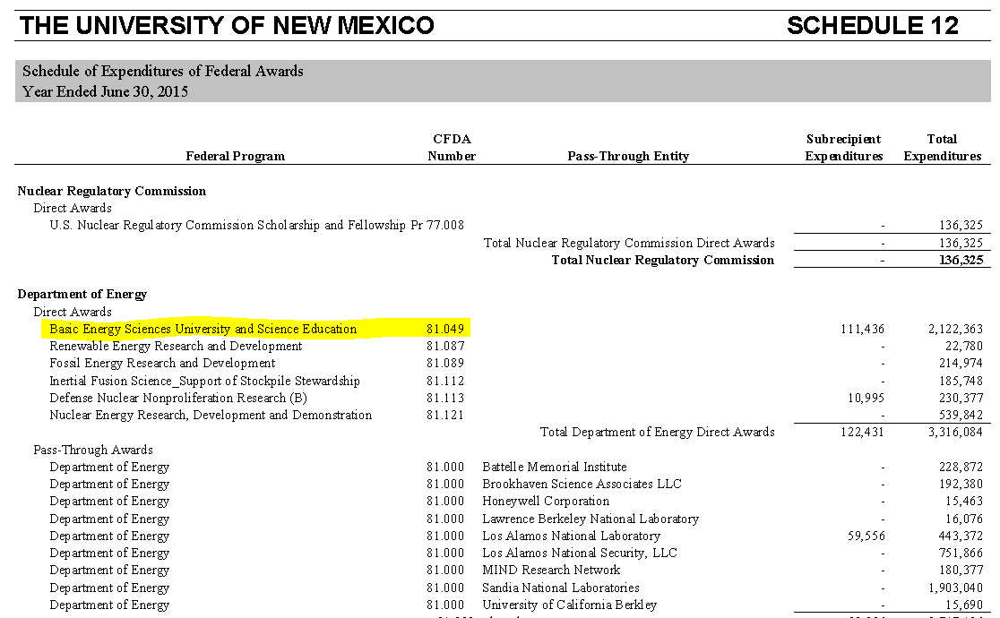 THE UNIVERSITY OF NEW MEXICO SCHEDULE 12
Schedule of Expenditures of Federal Awards
Year Ended June 30, 2015
CFDA Subrecipient Total
Federal Program Number Pass-Through Entity Expenditures Expenditures
Nuclear Regulatory Commission
Direct Awards
U.S. Nuclear Regulatory Commission Scholarship and Fellowship Pr 77.008 - 136,325
Total Nuclear Regulatory Commission Direct Awards - 136,325
Total Nuclear Regulatory Commission - 136,325
Department of Energy
Direct Awards
Basic Energy Sciences University and Science Education 81.049 111,436 2,122,363
Renewable Energy Research and Development 81.087 - 22,780
Fossil Energy Research and Development 81.089 - 214,974
Inertial Fusion Science_Support of Stockpile Stewardship 81.112 - 185,748
Defense Nuclear Nonproliferation Research (B) 81.113 10,995 230,377
Nuclear Energy Research, Development and Demonstration 81.121 - 539,842
Total Department of Energy Direct Awards 122,431 3,316,084
Pass-Through Awards
Department of Energy 81.000 Battelle Memorial Institute - 228,872
Department of Energy 81.000 Brookhaven Science Associates LLC - 192,380
Department of Energy 81.000 Honeywell Corporation - 15,463
Department of Energy 81.000 Lawrence Berkeley National Laboratory - 16,076
Department of Energy 81.000 Los Alamos National Laboratory 59,556 443,372
Department of Energy 81.000 Los Alamos National Security, LLC - 751,866
Department of Energy 81.000 MIND Research Network - 180,377
Department of Energy 81.000 Sandia National Laboratories - 1,903,040
Department of Energy 81.000 University of California Berkley - 15,690